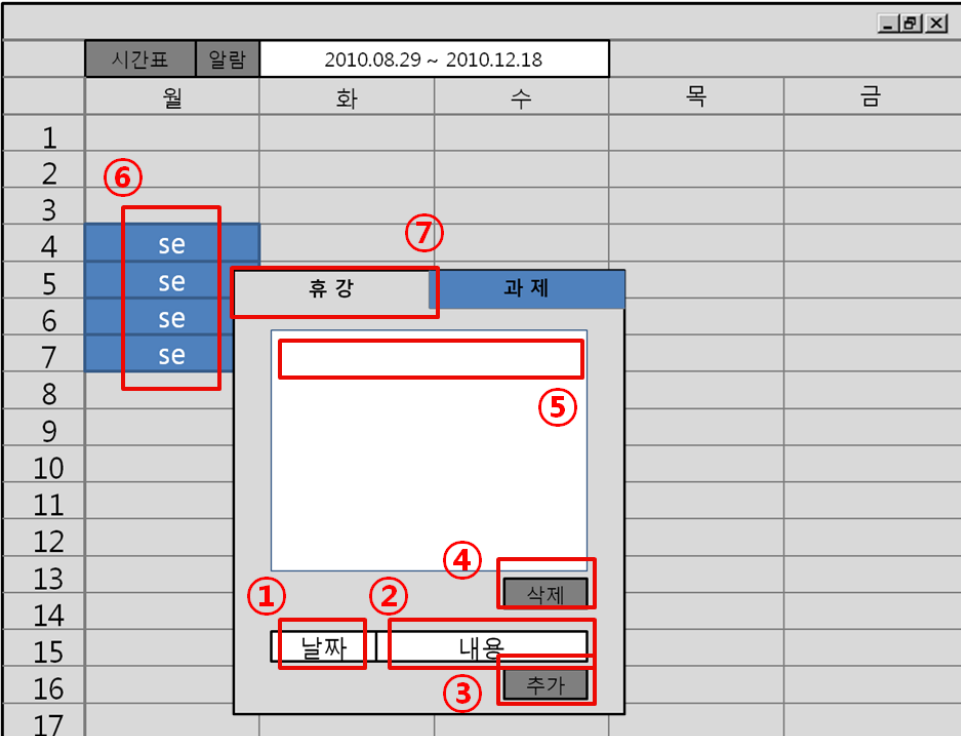 시간표 알람 2010.08.29 ~ 2010.12.18
월 화 수 목 금
1
2
⑥
3
⑦
4 se
5 se
휴 강 과 제
6 se
7 se
8
⑤
9
10
11
12
④
13
삭제
① ②
14
15 날짜 내용
16 추가
③
17